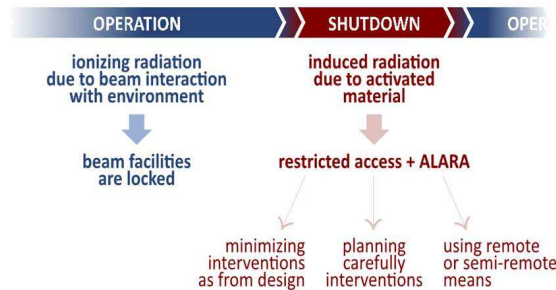 OPERATION
SHUTDOWN
OPER
ionizing radiation
due to beam interaction
with environment
induced radiation
due to activated
material
beam facilities
are locked
restricted access + ALARA
minimizing
interventions
as from design
planning
carefully
interventions
using remote
or semi-remote
means